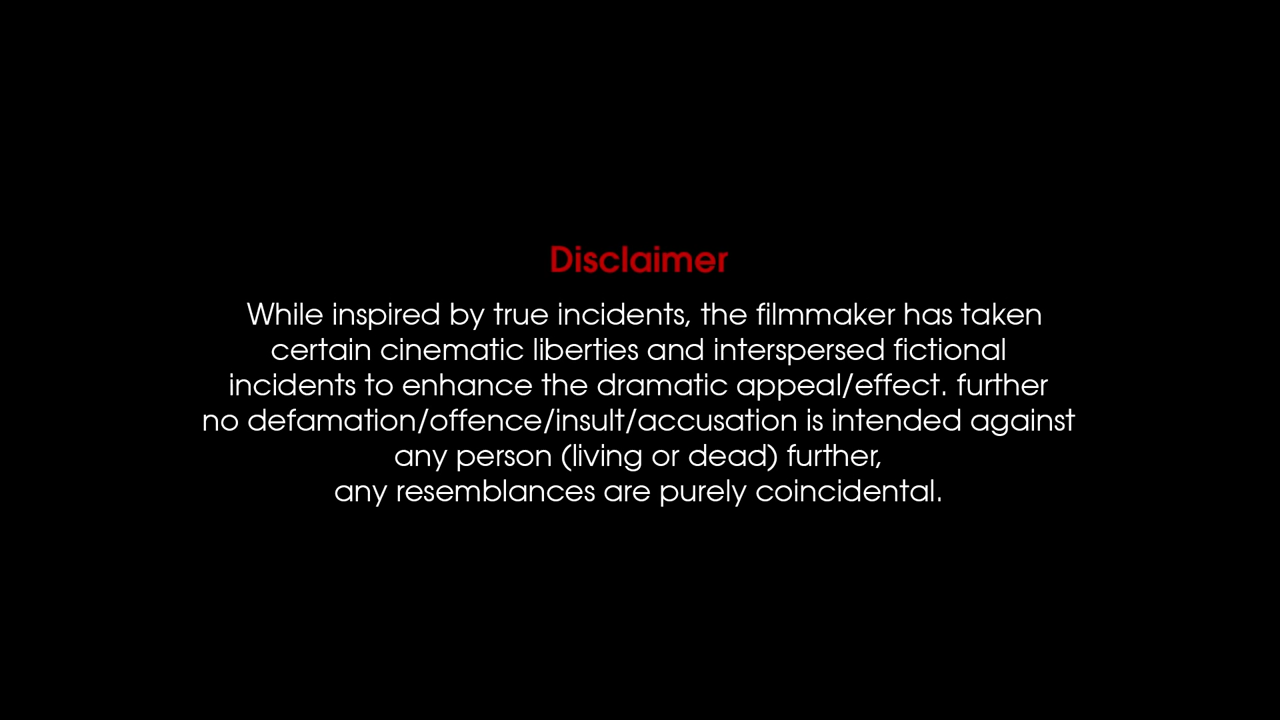 Disclaimer
While inspired by true incidents, the filmmaker has taken
certain cinematic liberties and interspersed fictional
incidents to enhance the dramatic appeal/effect. further
no defamation/offence/insult/accusation is intended against
any person (living or dead) further,
any resemblances are purely coincidental.